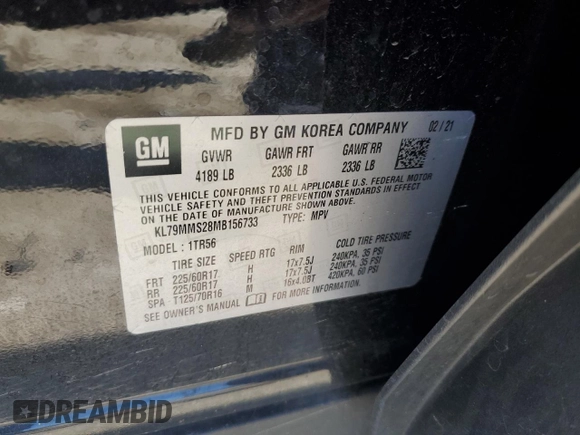 GM
MFD BY GM KOREA COMPANY 02/21
GVWR GAWR FRT GAWR RR
4189 LB 2336 LB 2336 LB
THIS VEHICLE CONFORMS TO ALL APPLICABLE U.S. FEDERAL MOTOR
VEHICLE SAFETY, BUMPER, AND THEFT PREVENTION STANDARDS IN EFFECT
ON THE DATE OF MANUFACTURE SHOWN ABOVE.
KL79MMS28MB156733 TYPE: MPV
MODEL: 1TR56
TIRE SIZE SPEED RTG RIM COLD TIRE PRESSURE
FRT 225/60R17 H 17x7.5J 240KPA, 35 PSI
RR 225/60R17 H 17x7.5J 240KPA, 35 PSI
SPA T125/70R16 M 16x4.0BT 420KPA, 60 PSI
SEE OWNER'S MANUAL
DREAMBID